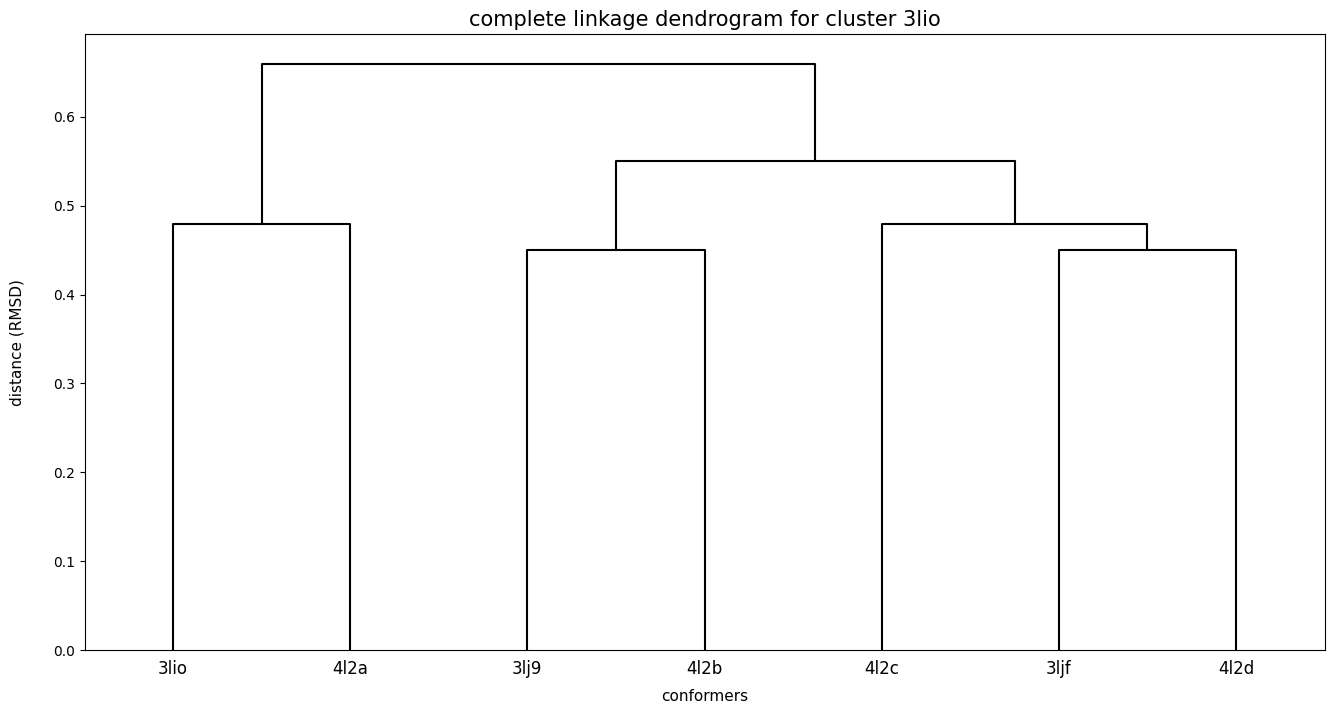 complete linkage dendrogram for cluster 3lio
0.6
0.5
0.4
0.3
0.2
0.1
0.0
distance (RMSD)
3lio 4l2a 3lj9 4l2b 4l2c 3ljf 4l2d
conformers